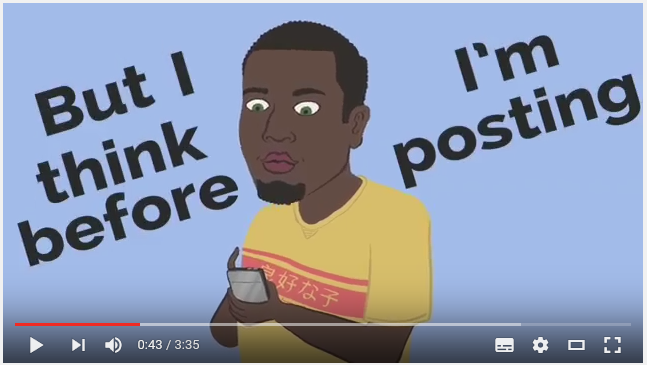 But I
think
before
I'm
posting
良好な子
0:43 / 3:35